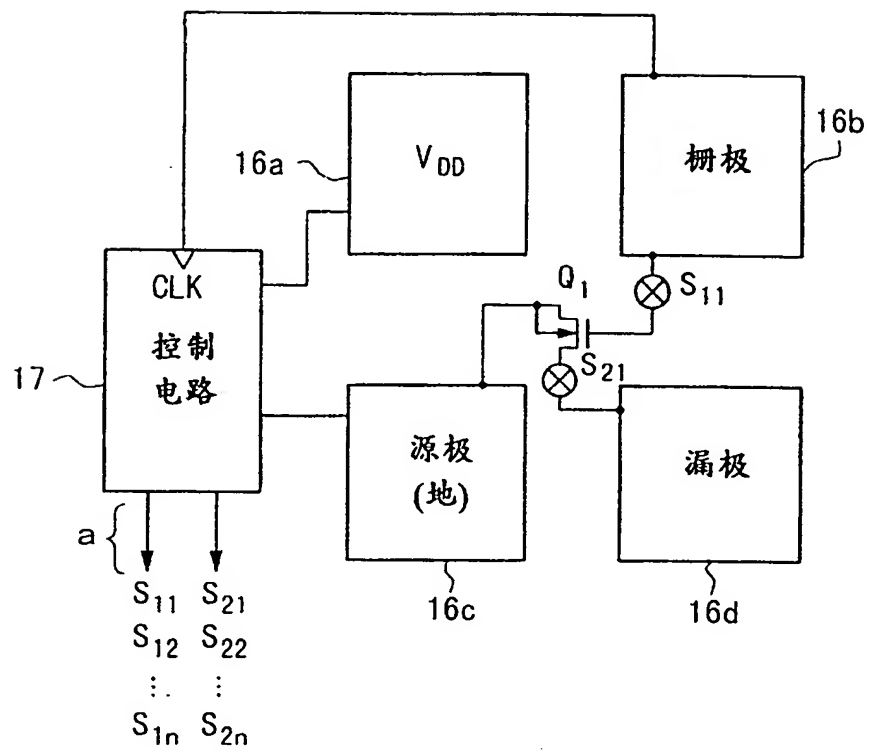 16a
V_DD
栅极
16b
CLK
控制
电路
17
Q_1
S_11
S_21
源极
(地)
漏极
a
16c
16d
S_11 S_21
S_12 S_22
⋮ ⋮
S_1n S_2n